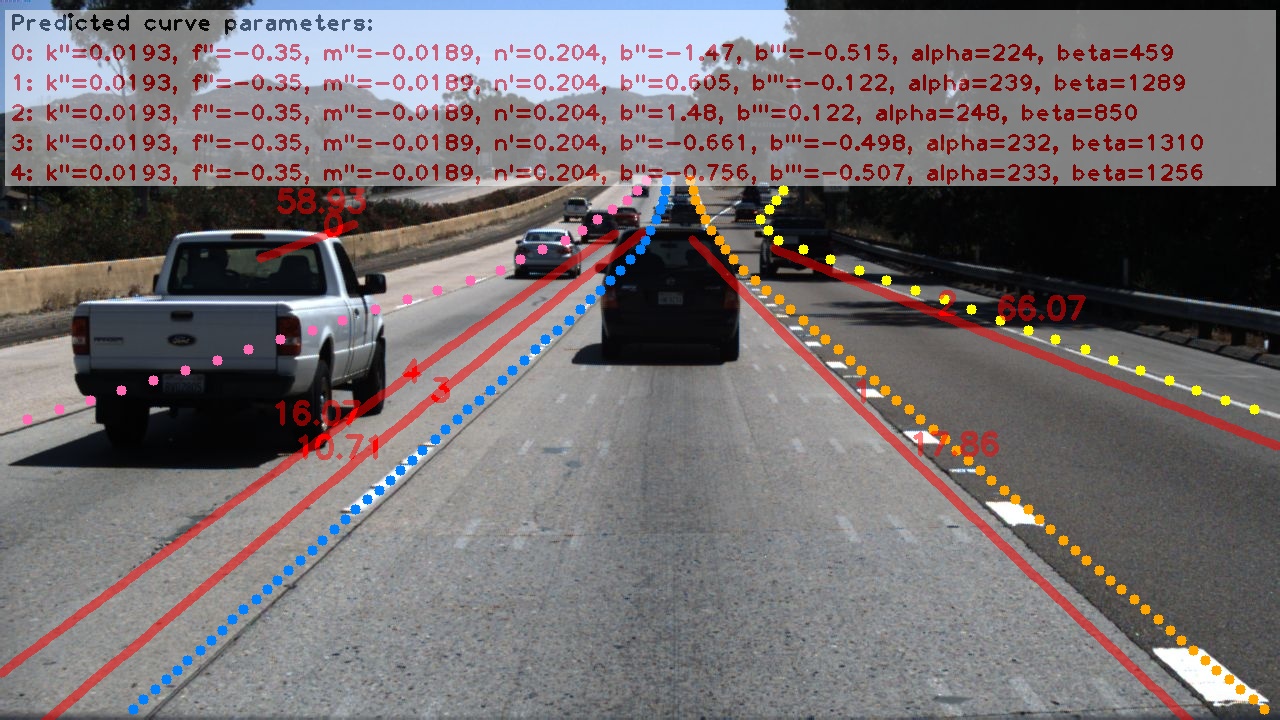 Predicted curve parameters:
0: k''=0.0193, f''=-0.35, m''=-0.0189, n'=0.204, b''=-1.47, b'''=-0.515, alpha=224, beta=459
1: k''=0.0193, f''=-0.35, m''=-0.0189, n'=0.204, b''=0.605, b'''=-0.122, alpha=239, beta=1289
2: k''=0.0193, f''=-0.35, m''=-0.0189, n'=0.204, b''=1.48, b'''=0.122, alpha=248, beta=850
3: k''=0.0193, f''=-0.35, m''=-0.0189, n'=0.204, b''=-0.661, b'''=-0.498, alpha=232, beta=1310
4: k''=0.0193, f''=-0.35, m''=-0.0189, n'=0.204, b''=-0.756, b'''=-0.507, alpha=233, beta=1256
58.93
0
2 66.07
4
3
1
16.07
10.71
17.86
Ford